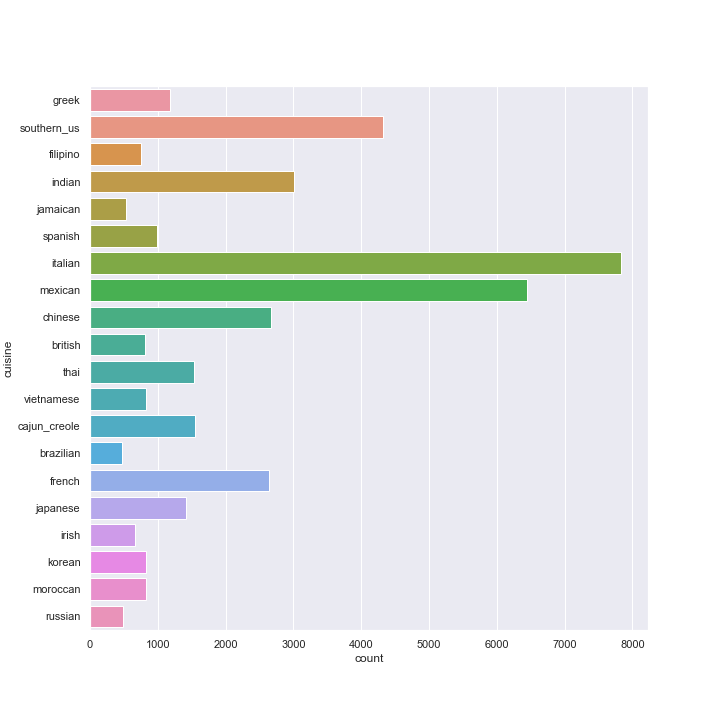 greek
southern_us
filipino
indian
jamaican
spanish
italian
mexican
chinese
british
thai
vietnamese
cajun_creole
brazilian
french
japanese
irish
korean
moroccan
russian
cuisine
0 1000 2000 3000 4000 5000 6000 7000 8000
count